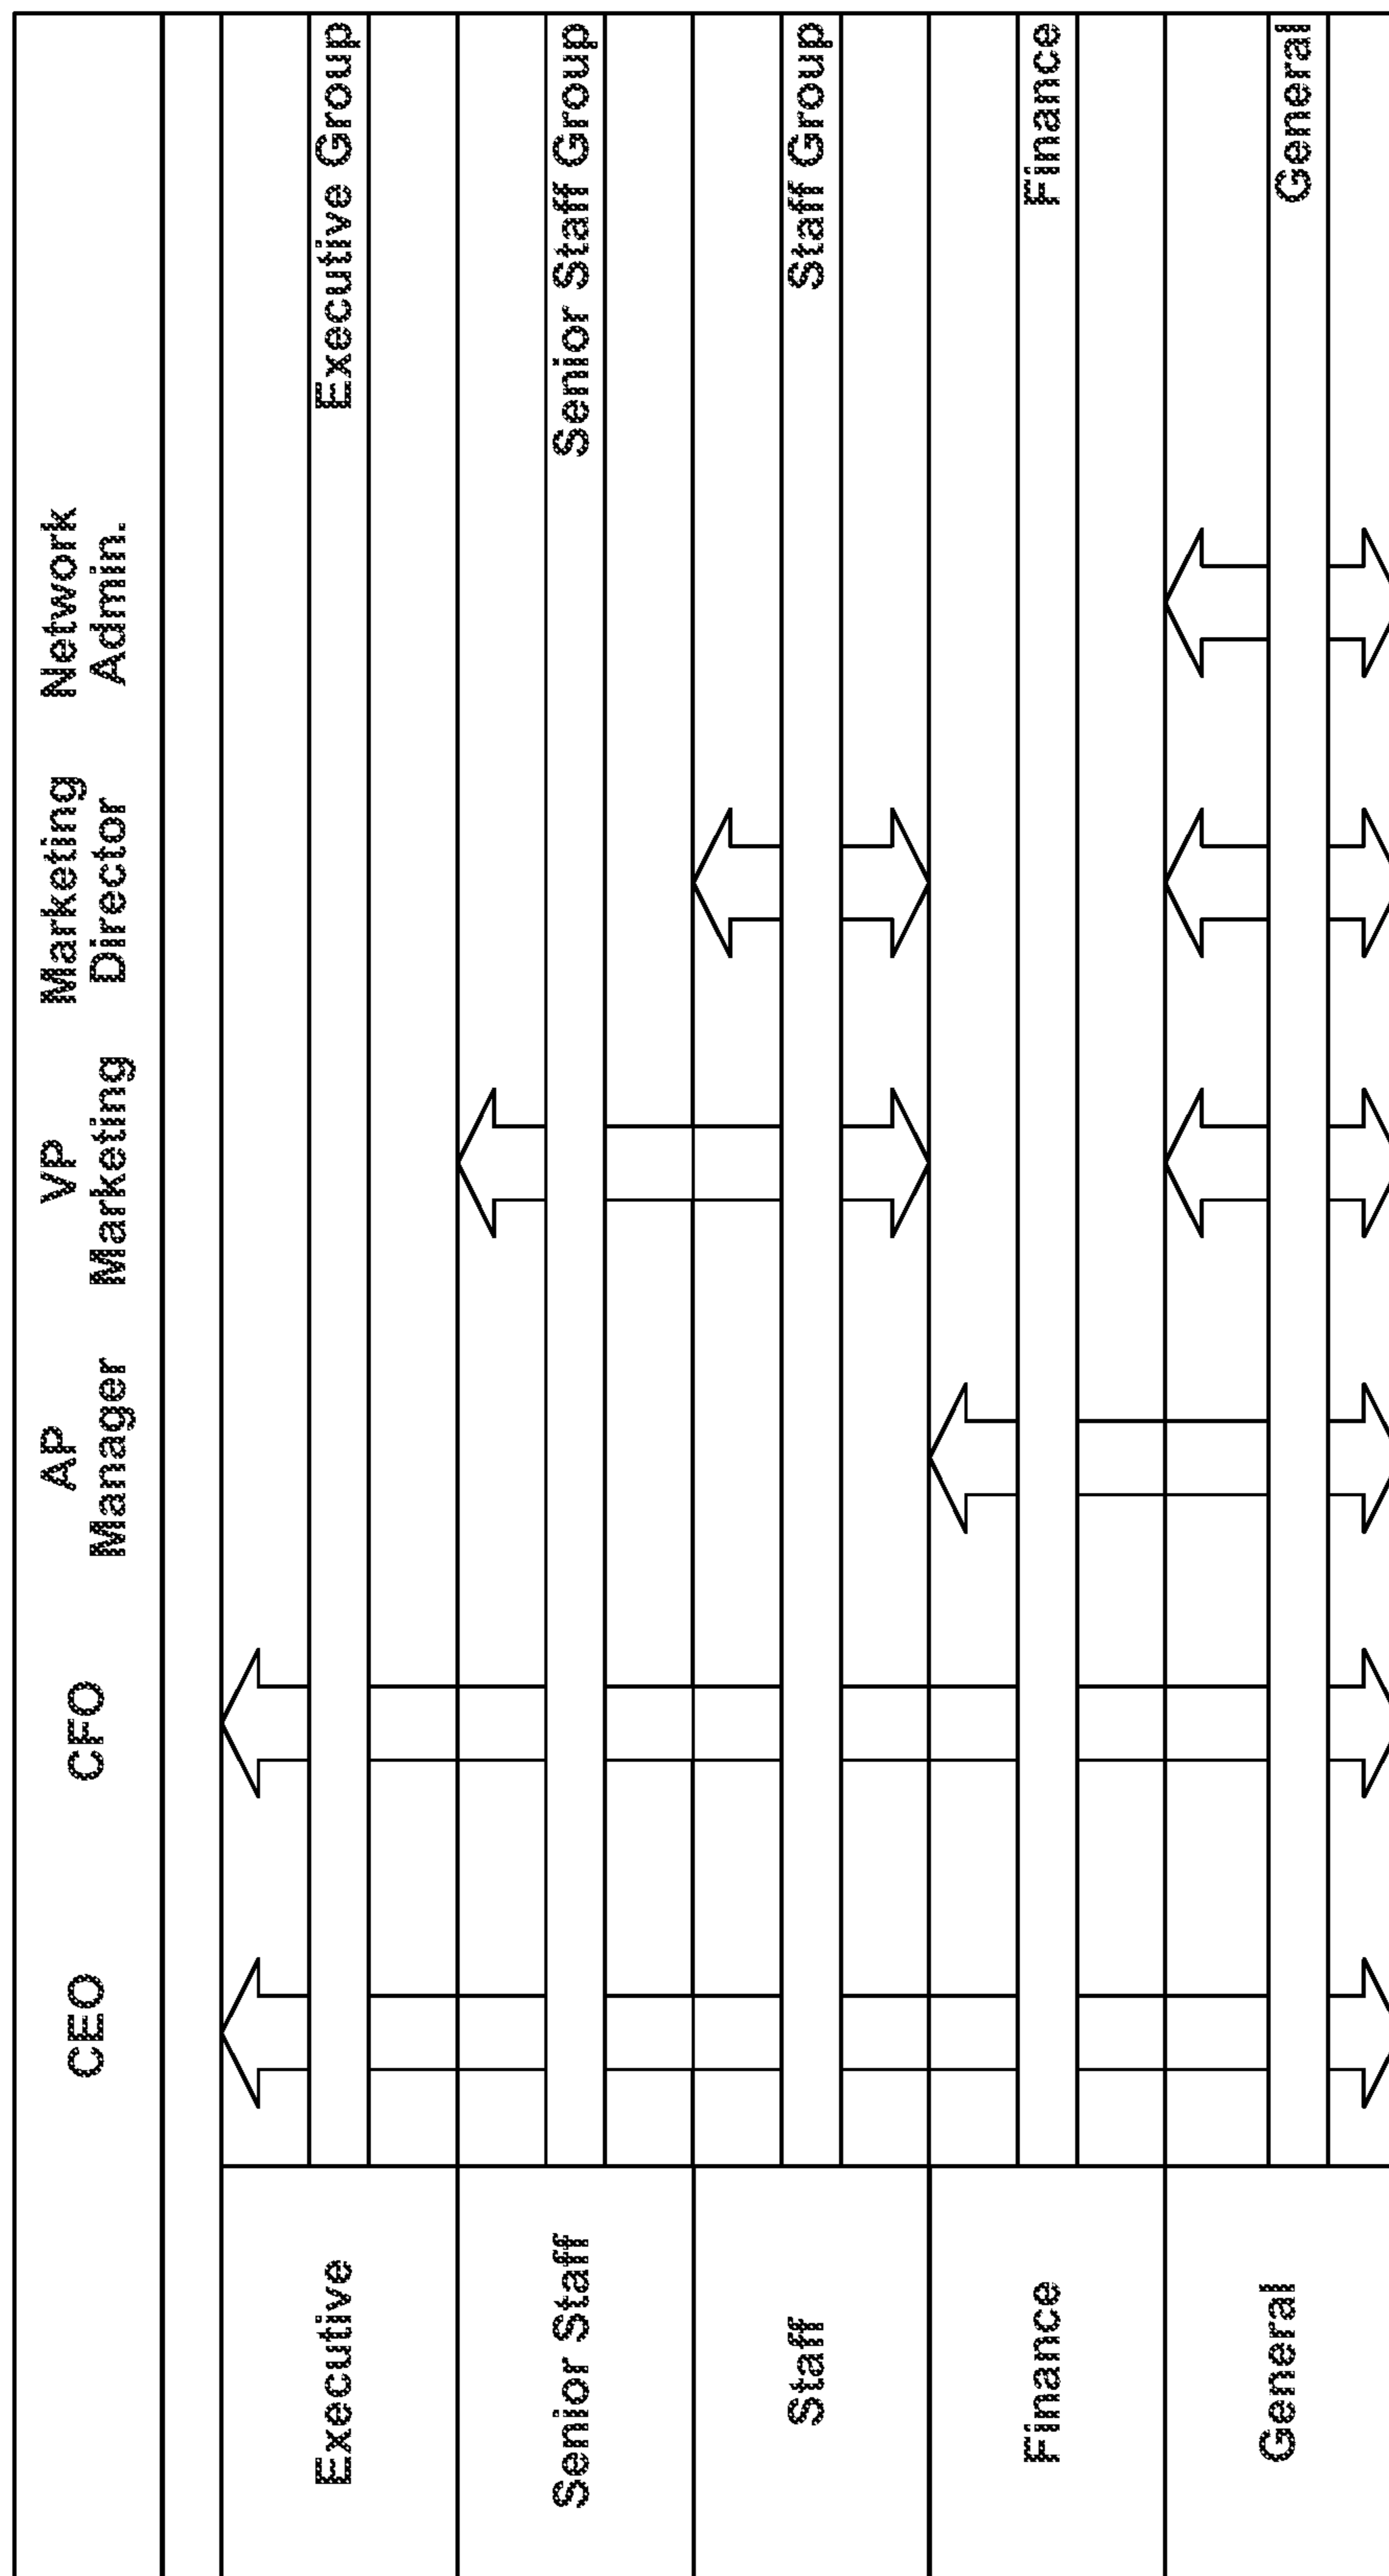 CEO
CFO
AP
Manager
VP
Marketing
Marketing
Director
Network
Admin.
Executive
Executive Group
Senior Staff
Senior Staff Group
Staff
Staff Group
Finance
Finance
General
General